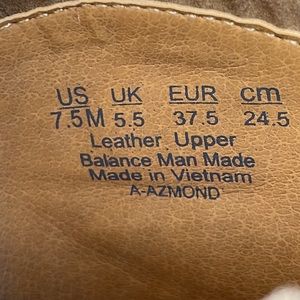 US UK EUR cm
7.5M 5.5 37.5 24.5
Leather Upper
Balance Man Made
Made in Vietnam
A-AZMOND